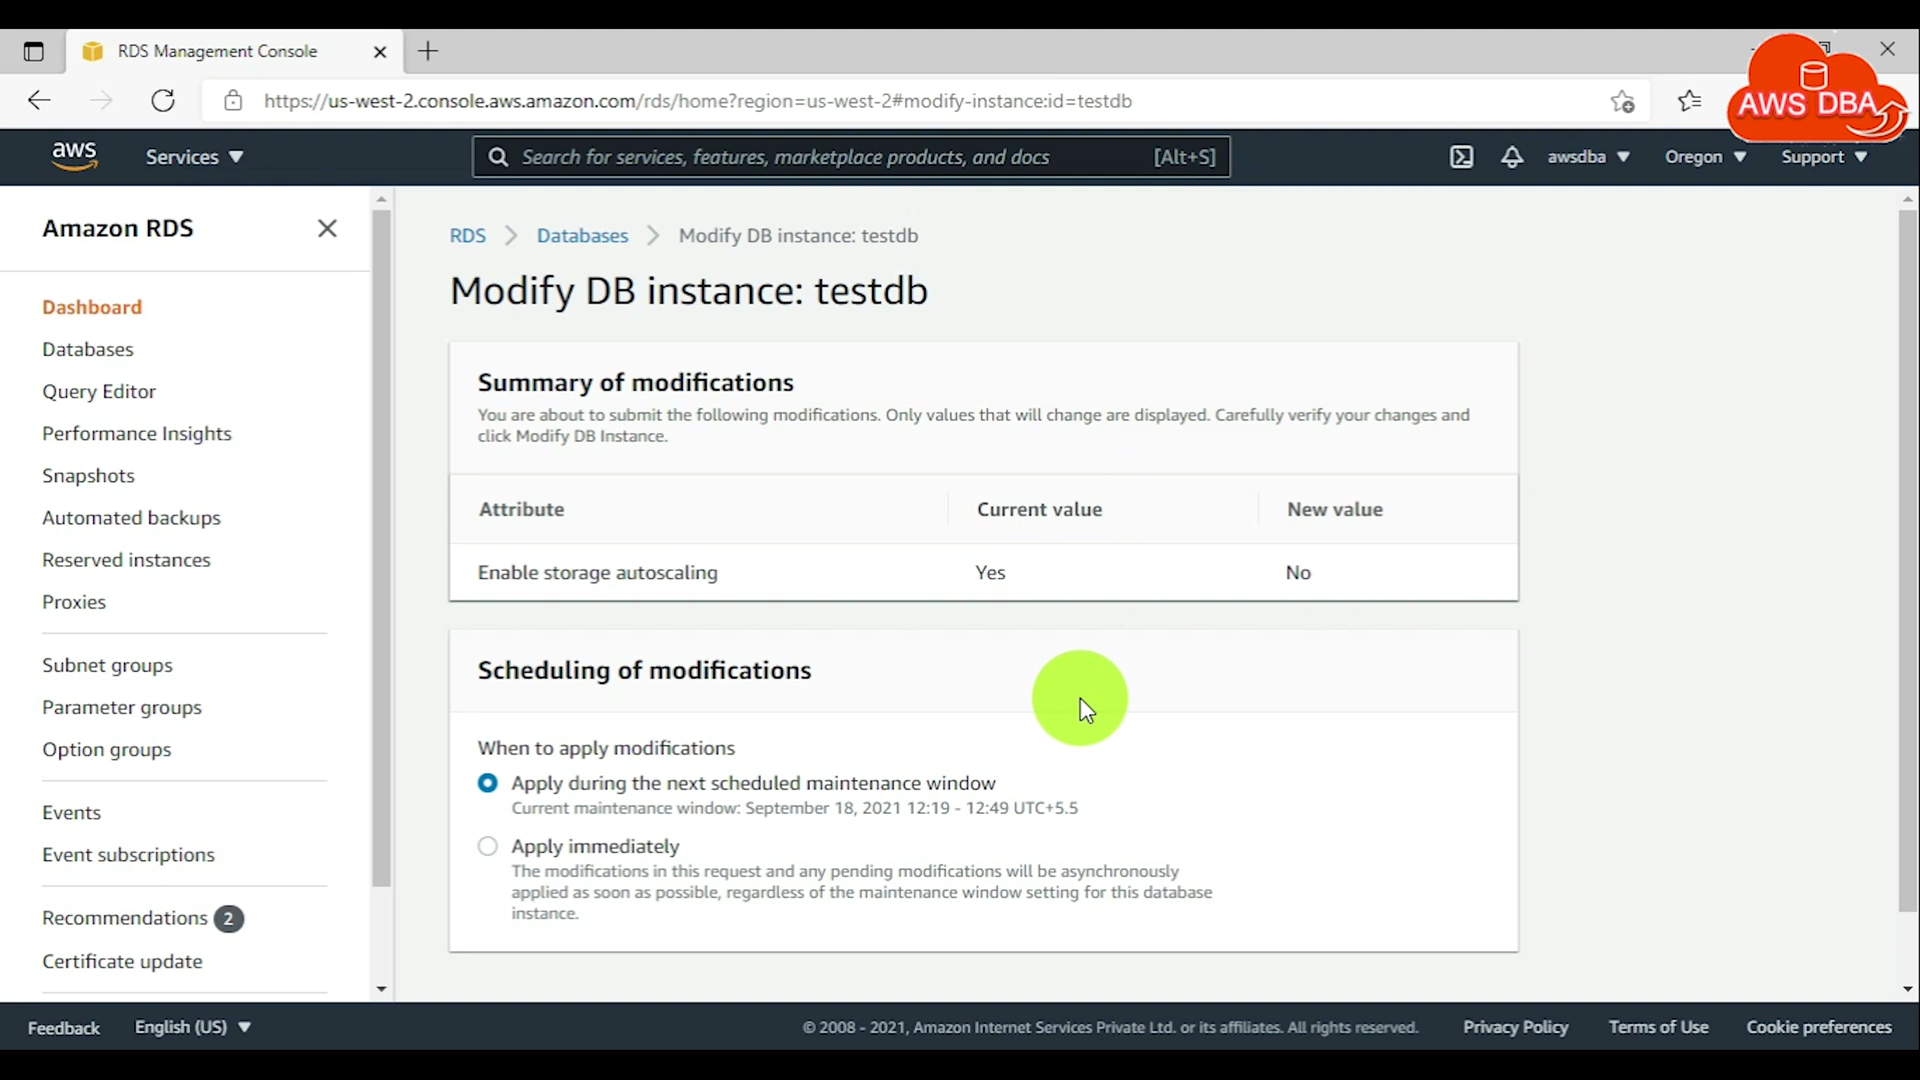 RDS Management Console
https://us-west-2.console.aws.amazon.com/rds/home?region=us-west-2#modify-instance:id=testdb
AWS DBA
aws
Services
Search for services, features, marketplace products, and docs
[Alt+S]
awsdba
Oregon
Support
Amazon RDS
Dashboard
Databases
Query Editor
Performance Insights
Snapshots
Automated backups
Reserved instances
Proxies
Subnet groups
Parameter groups
Option groups
Events
Event subscriptions
Recommendations 2
Certificate update
RDS > Databases > Modify DB instance: testdb
Modify DB instance: testdb
Summary of modifications
You are about to submit the following modifications. Only values that will change are displayed. Carefully verify your changes and
click Modify DB Instance.
Attribute Current value New value
Enable storage autoscaling Yes No
Scheduling of modifications
When to apply modifications
Apply during the next scheduled maintenance window
Current maintenance window: September 18, 2021 12:19 - 12:49 UTC+5.5
Apply immediately
The modifications in this request and any pending modifications will be asynchronously
applied as soon as possible, regardless of the maintenance window setting for this database
instance.
Feedback
English (US)
© 2008 - 2021, Amazon Internet Services Private Ltd. or its affiliates. All rights reserved.
Privacy Policy
Terms of Use
Cookie preferences